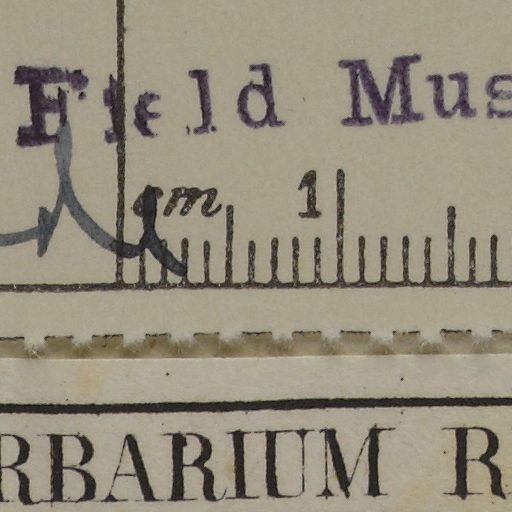 Field Mus
cm 1
RBARIUM R